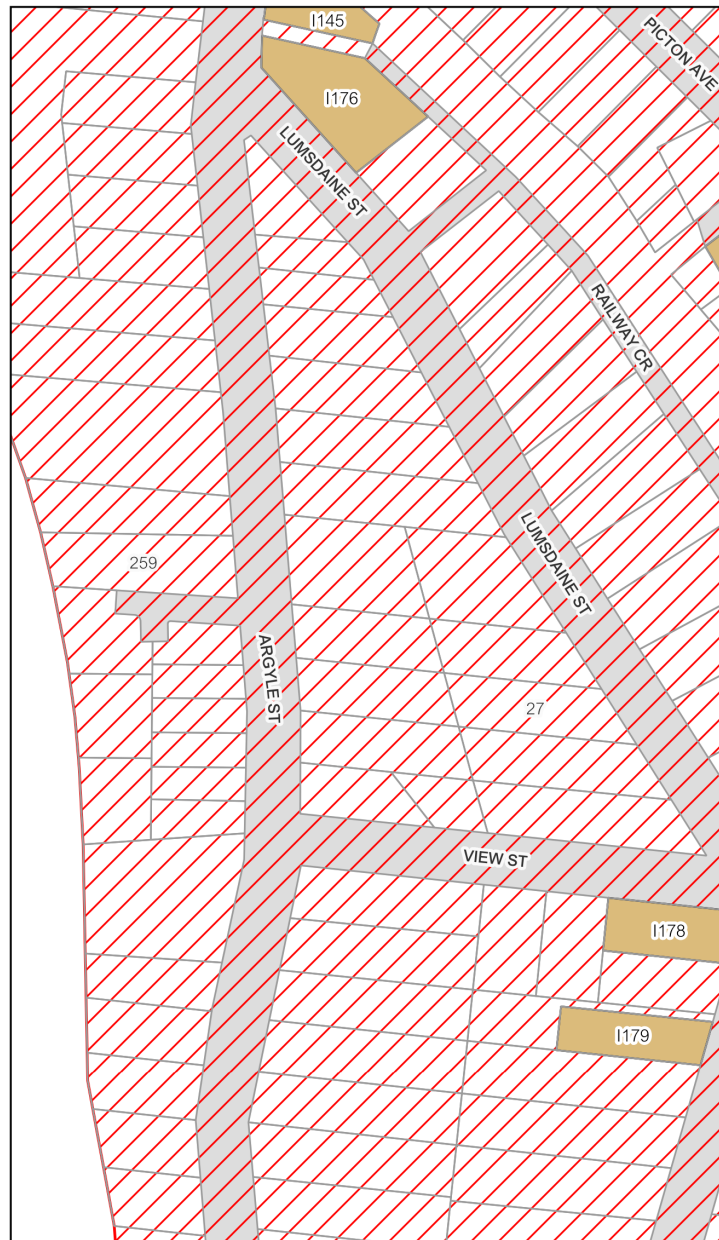 I145
PICTON AVE
I176
LUMSDAINE ST
RAILWAY CR
LUMSDAINE ST
259
ARGYLE ST
27
VIEW ST
I178
I179